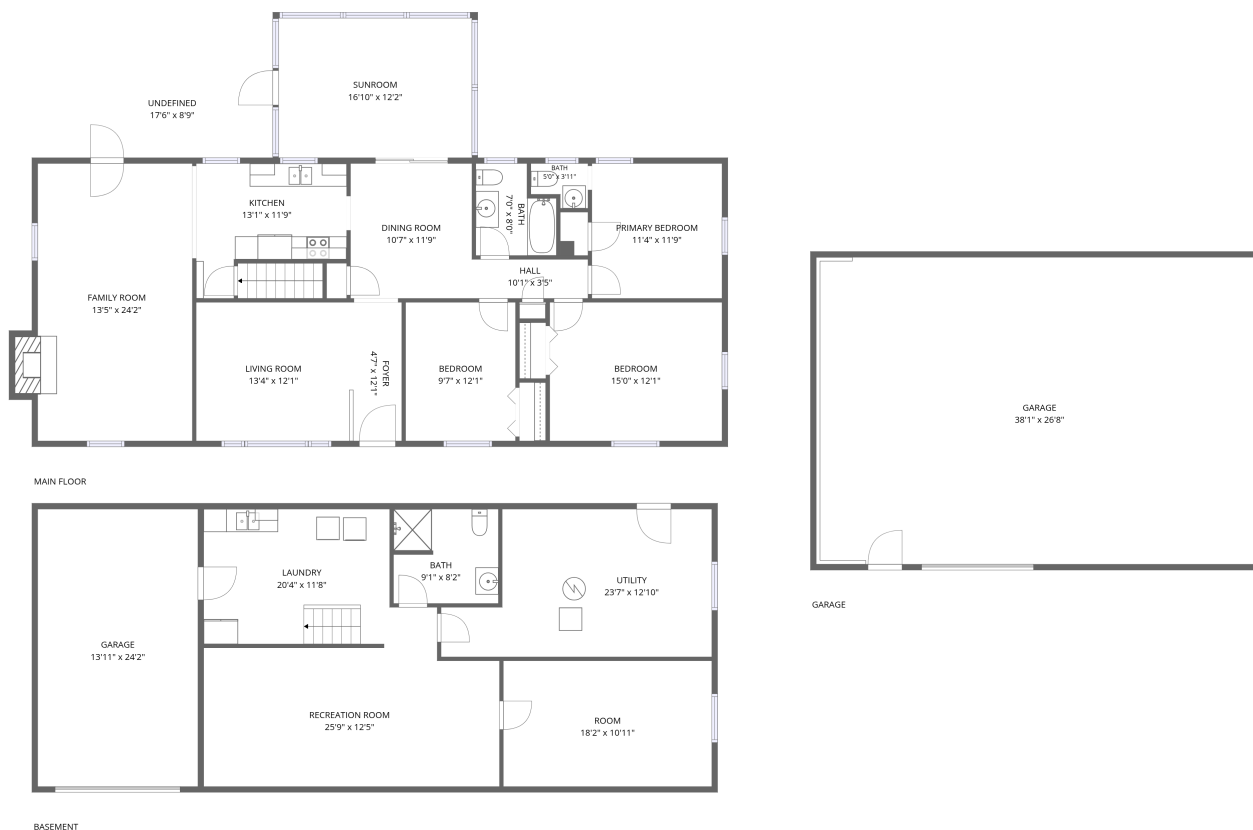 SUNROOM
16'10" x 12'2"
UNDEFINED
17'6" x 8'9"
BATH
5'0" x 3'11"
KITCHEN
13'1" x 11'9"
BATH
7'0" x 8'0"
DINING ROOM
10'7" x 11'9"
PRIMARY BEDROOM
11'4" x 11'9"
HALL
10'1" x 3'5"
FAMILY ROOM
13'5" x 24'2"
LIVING ROOM
13'4" x 12'1"
FOYER
4'7" x 12'1"
BEDROOM
9'7" x 12'1"
BEDROOM
15'0" x 12'1"
MAIN FLOOR
GARAGE
38'1" x 26'8"
GARAGE
LAUNDRY
20'4" x 11'8"
BATH
9'1" x 8'2"
UTILITY
23'7" x 12'10"
GARAGE
13'11" x 24'2"
RECREATION ROOM
25'9" x 12'5"
ROOM
18'2" x 10'11"
BASEMENT